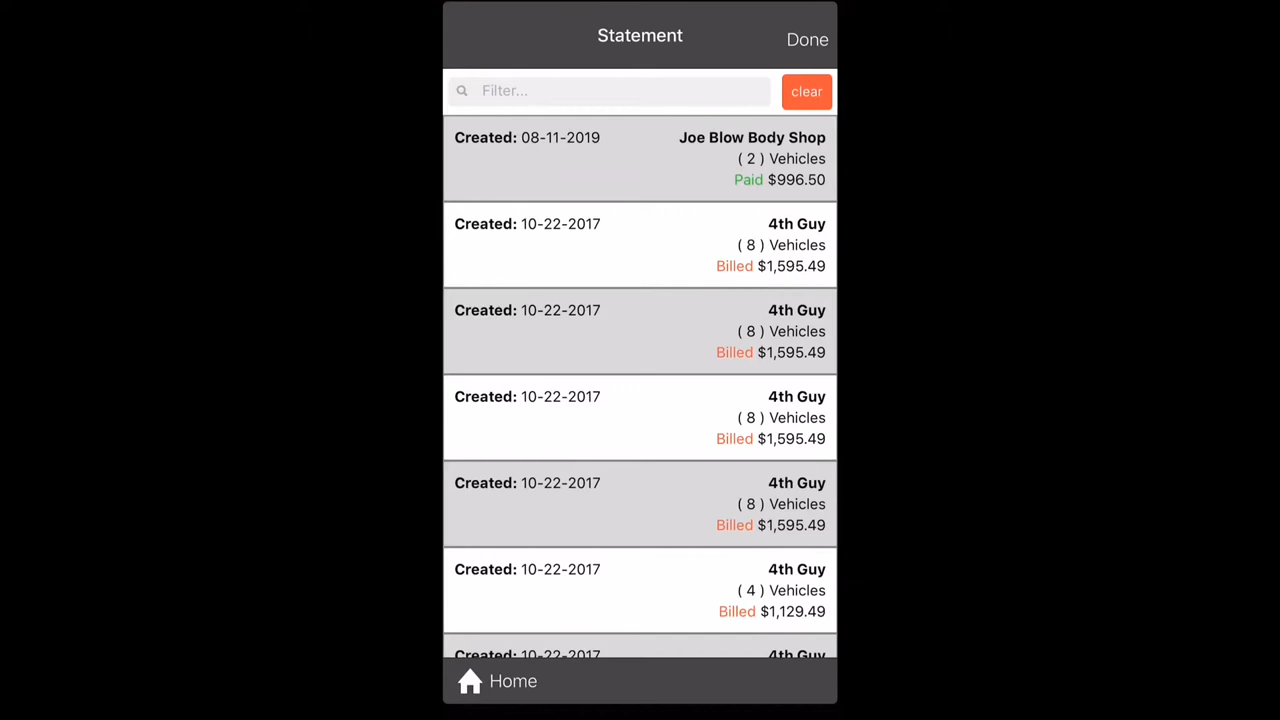 Statement
Done
Filter...
clear
Created: 08-11-2019
Joe Blow Body Shop
( 2 ) Vehicles
Paid $996.50
Created: 10-22-2017
4th Guy
( 8 ) Vehicles
Billed $1,595.49
Created: 10-22-2017
4th Guy
( 8 ) Vehicles
Billed $1,595.49
Created: 10-22-2017
4th Guy
( 8 ) Vehicles
Billed $1,595.49
Created: 10-22-2017
4th Guy
( 8 ) Vehicles
Billed $1,595.49
Created: 10-22-2017
4th Guy
( 4 ) Vehicles
Billed $1,129.49
Created: 10-22-2017
4th Guy
Home